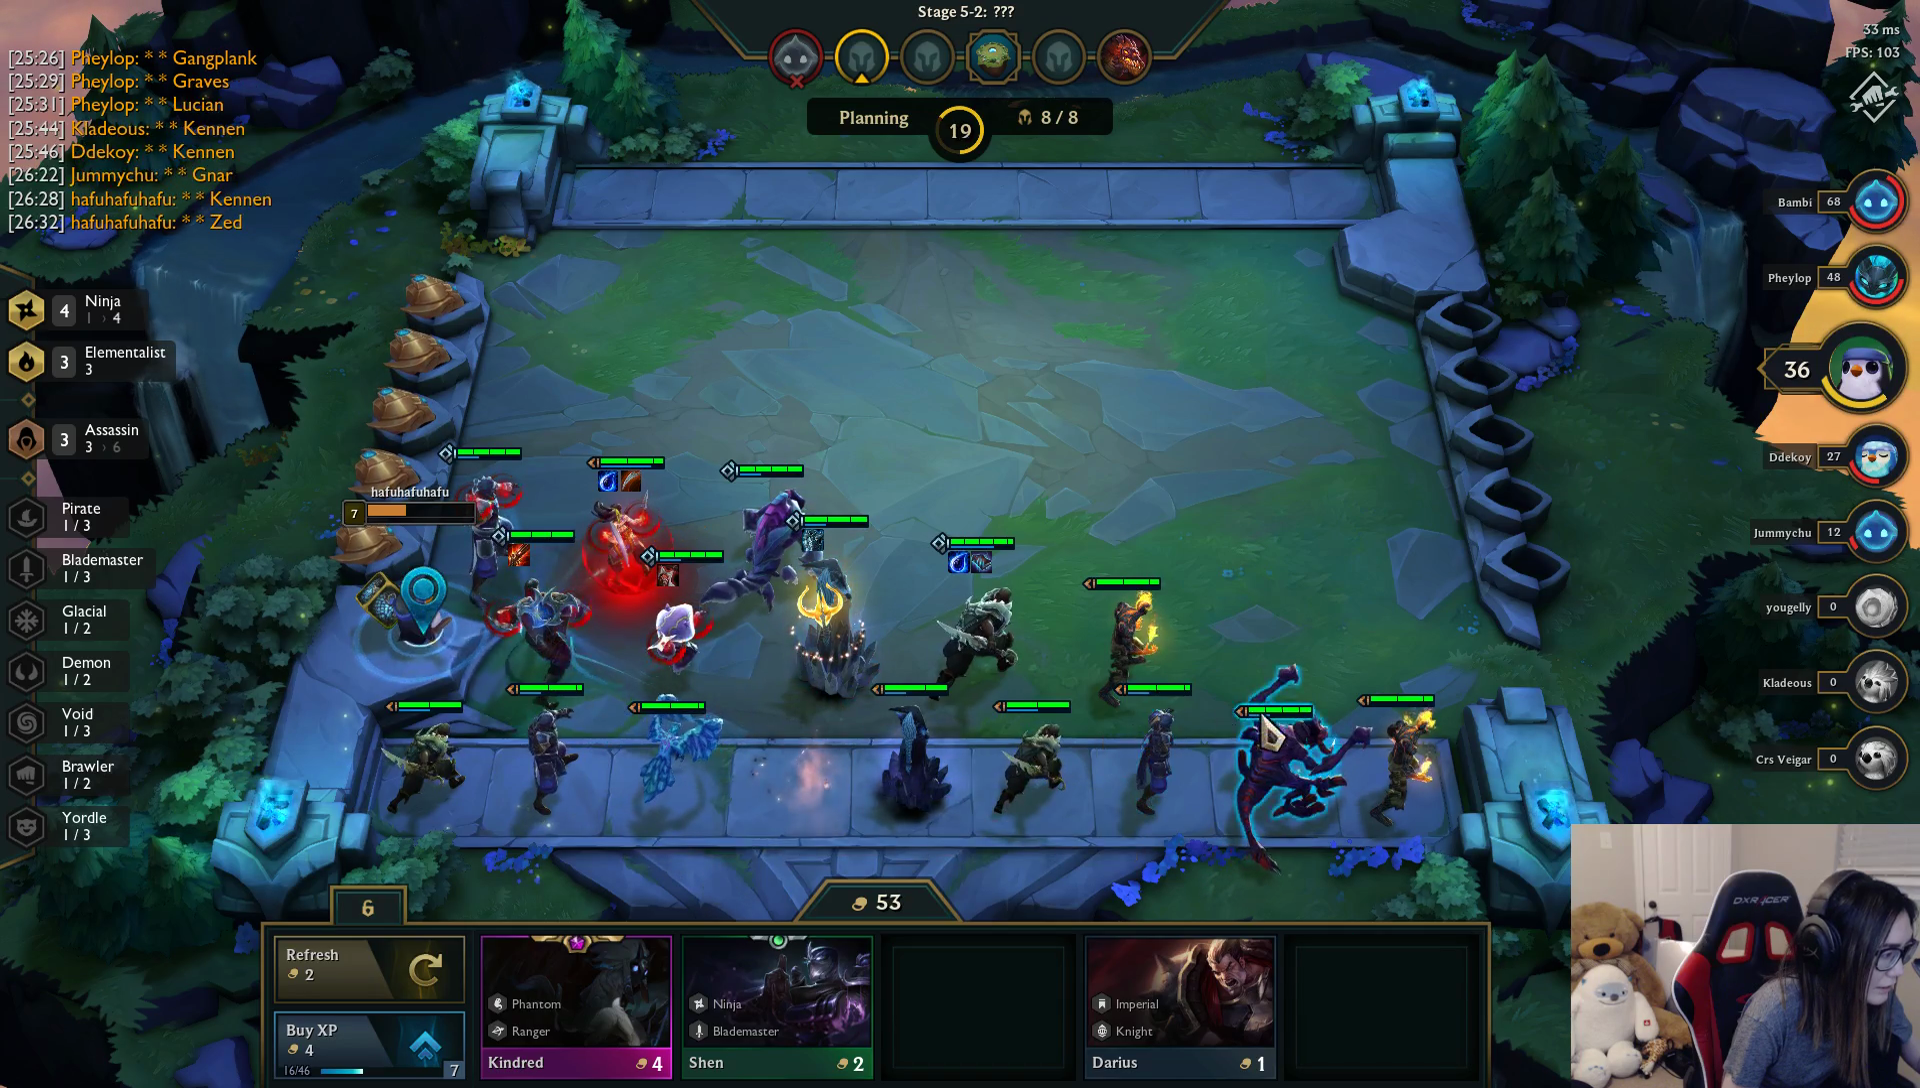 Stage 5-2: ???
33 ms
FPS: 103
[25:26] Pheylop: * * Gangplank
[25:29] Pheylop: * * Graves
[25:31] Pheylop: * * Lucian
[25:44] Kladeous: * * Kennen
[25:46] Ddekoy: * * Kennen
[26:22] Jummychu: * * Gnar
[26:28] hafuhafuhafu: * * Kennen
[26:32] hafuhafuhafu: * * Zed
Planning
19
8 / 8
Bambi 68
Pheylop 48
36
Ddekoy 27
Jummychu 12
yougelly 0
Kladeous 0
Crs Veigar 0
4 Ninja
1 › 4
3 Elementalist
3
3 Assassin
3 › 6
Pirate
1 / 3
Blademaster
1 / 3
Glacial
1 / 2
Demon
1 / 2
Void
1 / 3
Brawler
1 / 2
Yordle
1 / 3
hafuhafuhafu
7
6
53
Refresh
2
Buy XP
4
16/46
7
Phantom
Ranger
Kindred 4
Ninja
Blademaster
Shen 2
Imperial
Knight
Darius 1
DXRACER